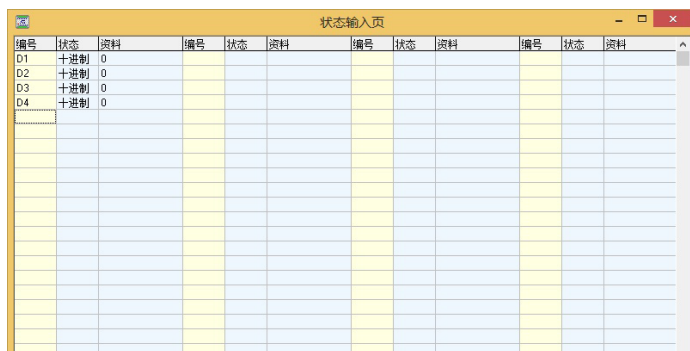 状态输入页
编号 状态 资料 编号 状态 资料 编号 状态 资料 编号 状态 资料
D1 十进制 0
D2 十进制 0
D3 十进制 0
D4 十进制 0